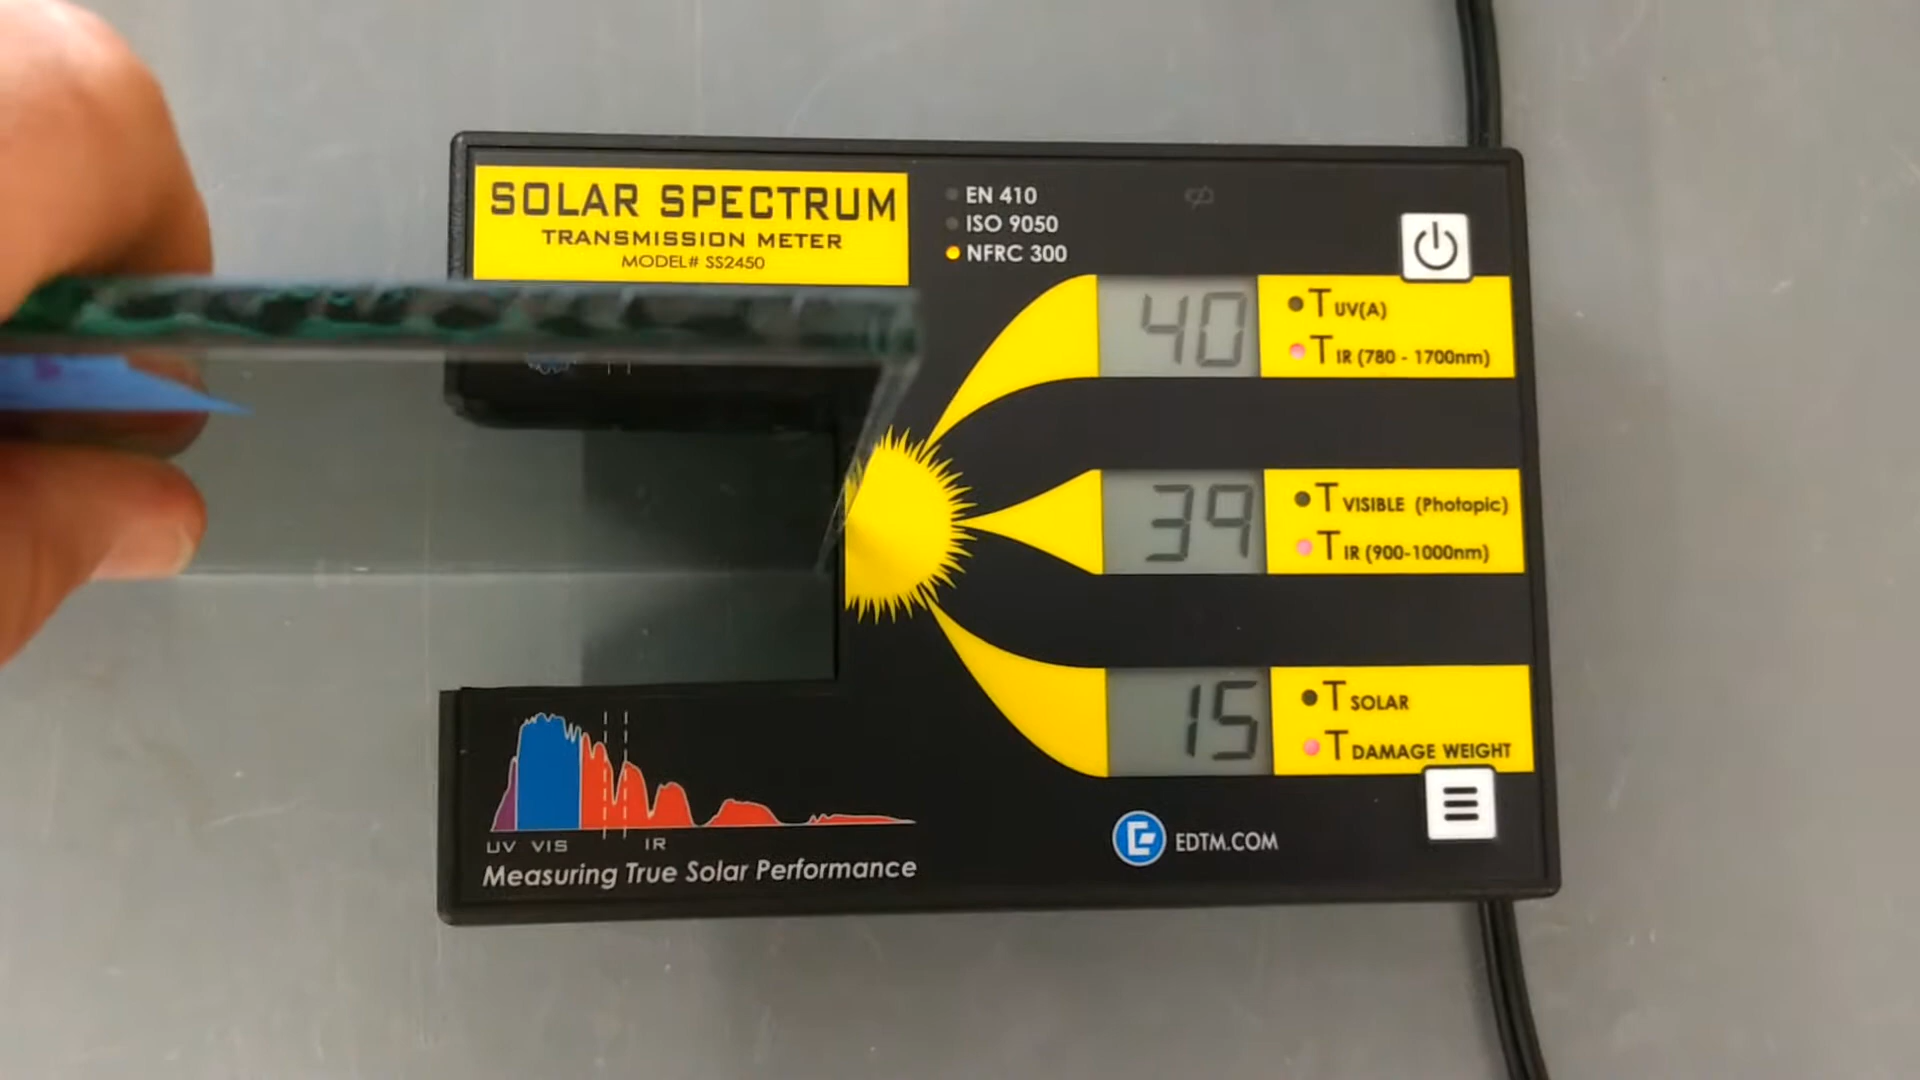 SOLAR SPECTRUM
TRANSMISSION METER
MODEL# SS2450
EN 410
ISO 9050
NFRC 300
40
T UV(A)
T IR (780 - 1700nm)
39
T VISIBLE (Photopic)
T IR (900-1000nm)
15
T SOLAR
T DAMAGE WEIGHT
UV VIS IR
Measuring True Solar Performance
EDTM.COM